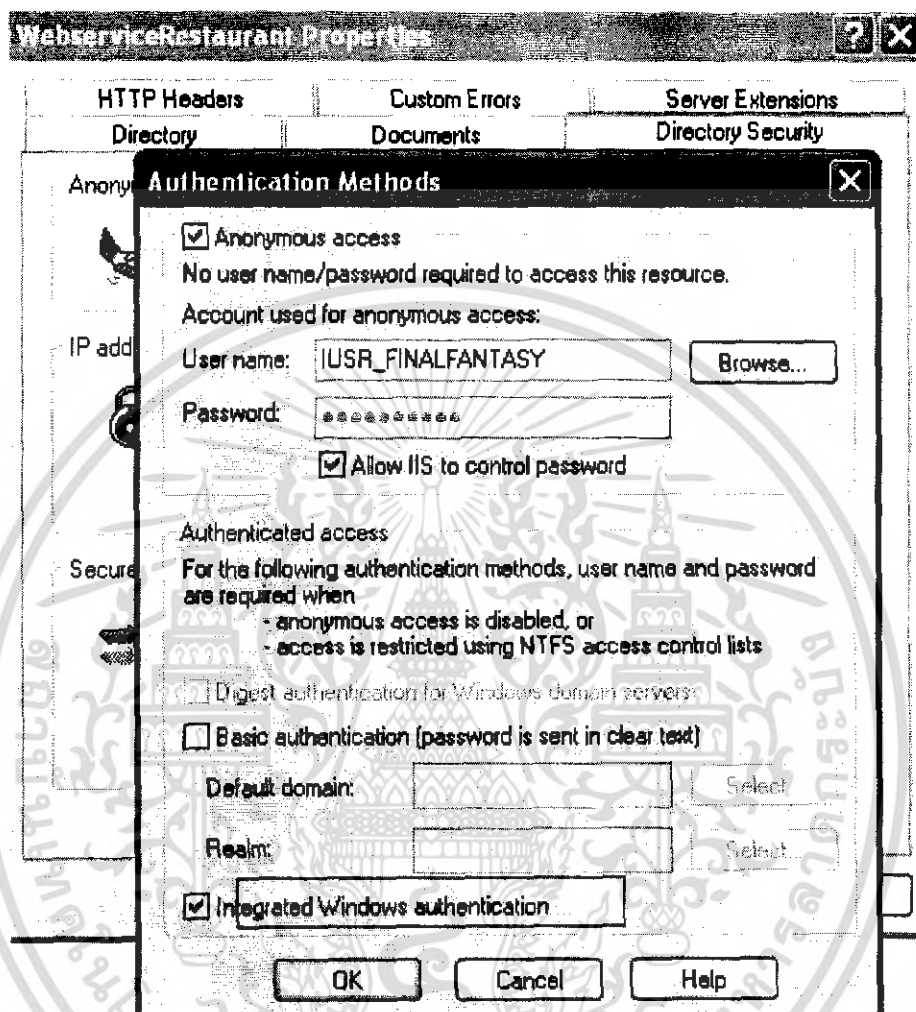 WebserviceRestaurant Properties
HTTP Headers Custom Errors Server Extensions
Directory Documents Directory Security
Anony
Authentication Methods
Anonymous access
No user name/password required to access this resource.
Account used for anonymous access:
IP add
User name: IUSR_FINALFANTASY Browse...
Password:
Allow IIS to control password
Authenticated access
Secure
For the following authentication methods, user name and password
are required when
- anonymous access is disabled, or
- access is restricted using NTFS access control lists
Digest authentication for Windows domain servers
Basic authentication (password is sent in clear text)
Default domain: Select...
Realm: Select...
Integrated Windows authentication
OK Cancel Help